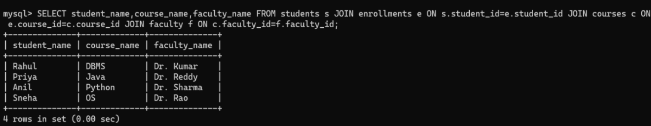 mysql> SELECT student_name,course_name,faculty_name FROM students s JOIN enrollments e ON s.student_id=e.student_id JOIN courses c ON
 e.course_id=c.course_id JOIN faculty f ON c.faculty_id=f.faculty_id;
+--------------+-------------+--------------+
| student_name | course_name | faculty_name |
+--------------+-------------+--------------+
| Rahul        | DBMS        | Dr. Kumar    |
| Priya        | Java        | Dr. Reddy    |
| Anil         | Python      | Dr. Sharma   |
| Sneha        | OS          | Dr. Rao      |
+--------------+-------------+--------------+
4 rows in set (0.00 sec)